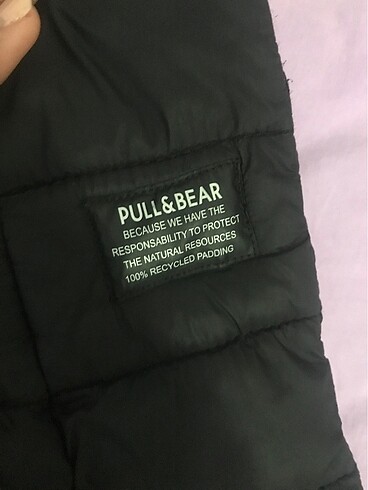 PULL&BEAR
BECAUSE WE HAVE THE
RESPONSABILITY TO PROTECT
THE NATURAL RESOURCES
100% RECYCLED PADDING